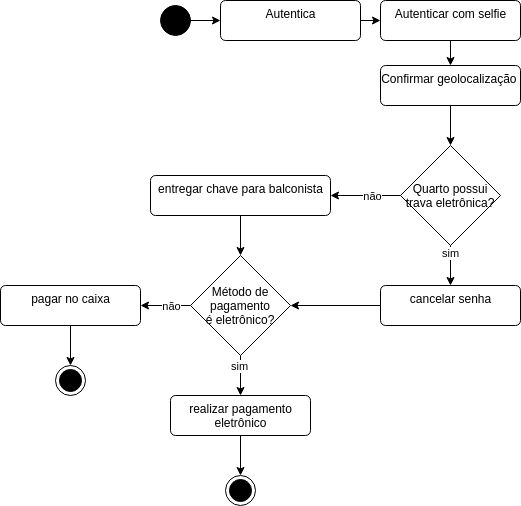 Autentica
Autenticar com selfie
Confirmar geolocalização
Quarto possui
trava eletrônica?
não
entregar chave para balconista
sim
cancelar senha
Método de
pagamento
é eletrônico?
não
pagar no caixa
sim
realizar pagamento
eletrônico